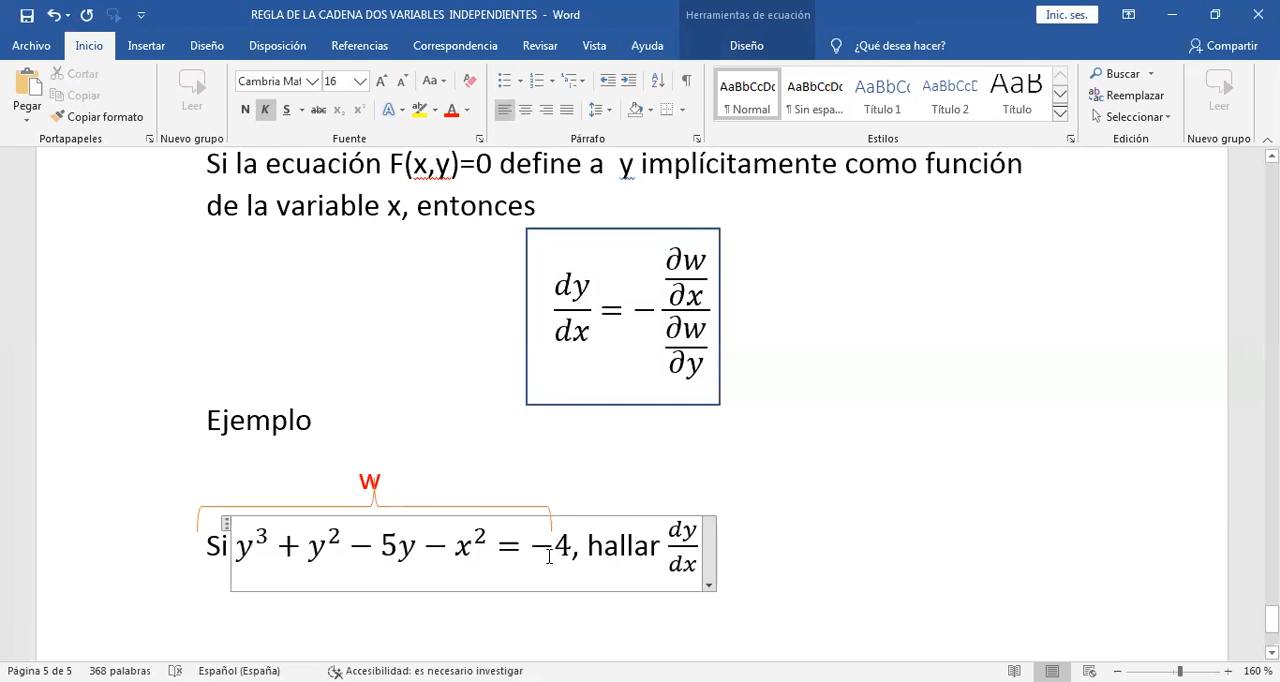 REGLA DE LA CADENA DOS VARIABLES INDEPENDIENTES - Word
Herramientas de ecuación
Inic. ses.
Archivo Inicio Insertar Diseño Disposición Referencias Correspondencia Revisar Vista Ayuda Diseño ¿Qué desea hacer? Compartir
Pegar
Cortar
Copiar
Copiar formato
Leer
Cambria Mat 16
N K S abc x₂ x²
AaBbCcDc AaBbCcDc AaBbCc AaBbCcD AaB
¶ Normal ¶ Sin espa... Título 1 Título 2 Título
Buscar
Reemplazar
Seleccionar
Leer
Portapapeles Nuevo grupo Fuente Párrafo Estilos Edición Nuevo grupo
Si la ecuación F(x,y)=0 define a y implícitamente como función
de la variable x, entonces
dy/dx = − (∂w/∂x)/(∂w/∂y)
Ejemplo
w
Si y³ + y² − 5y − x² = −4, hallar dy/dx
Página 5 de 5 368 palabras Español (España) Accesibilidad: es necesario investigar 160 %